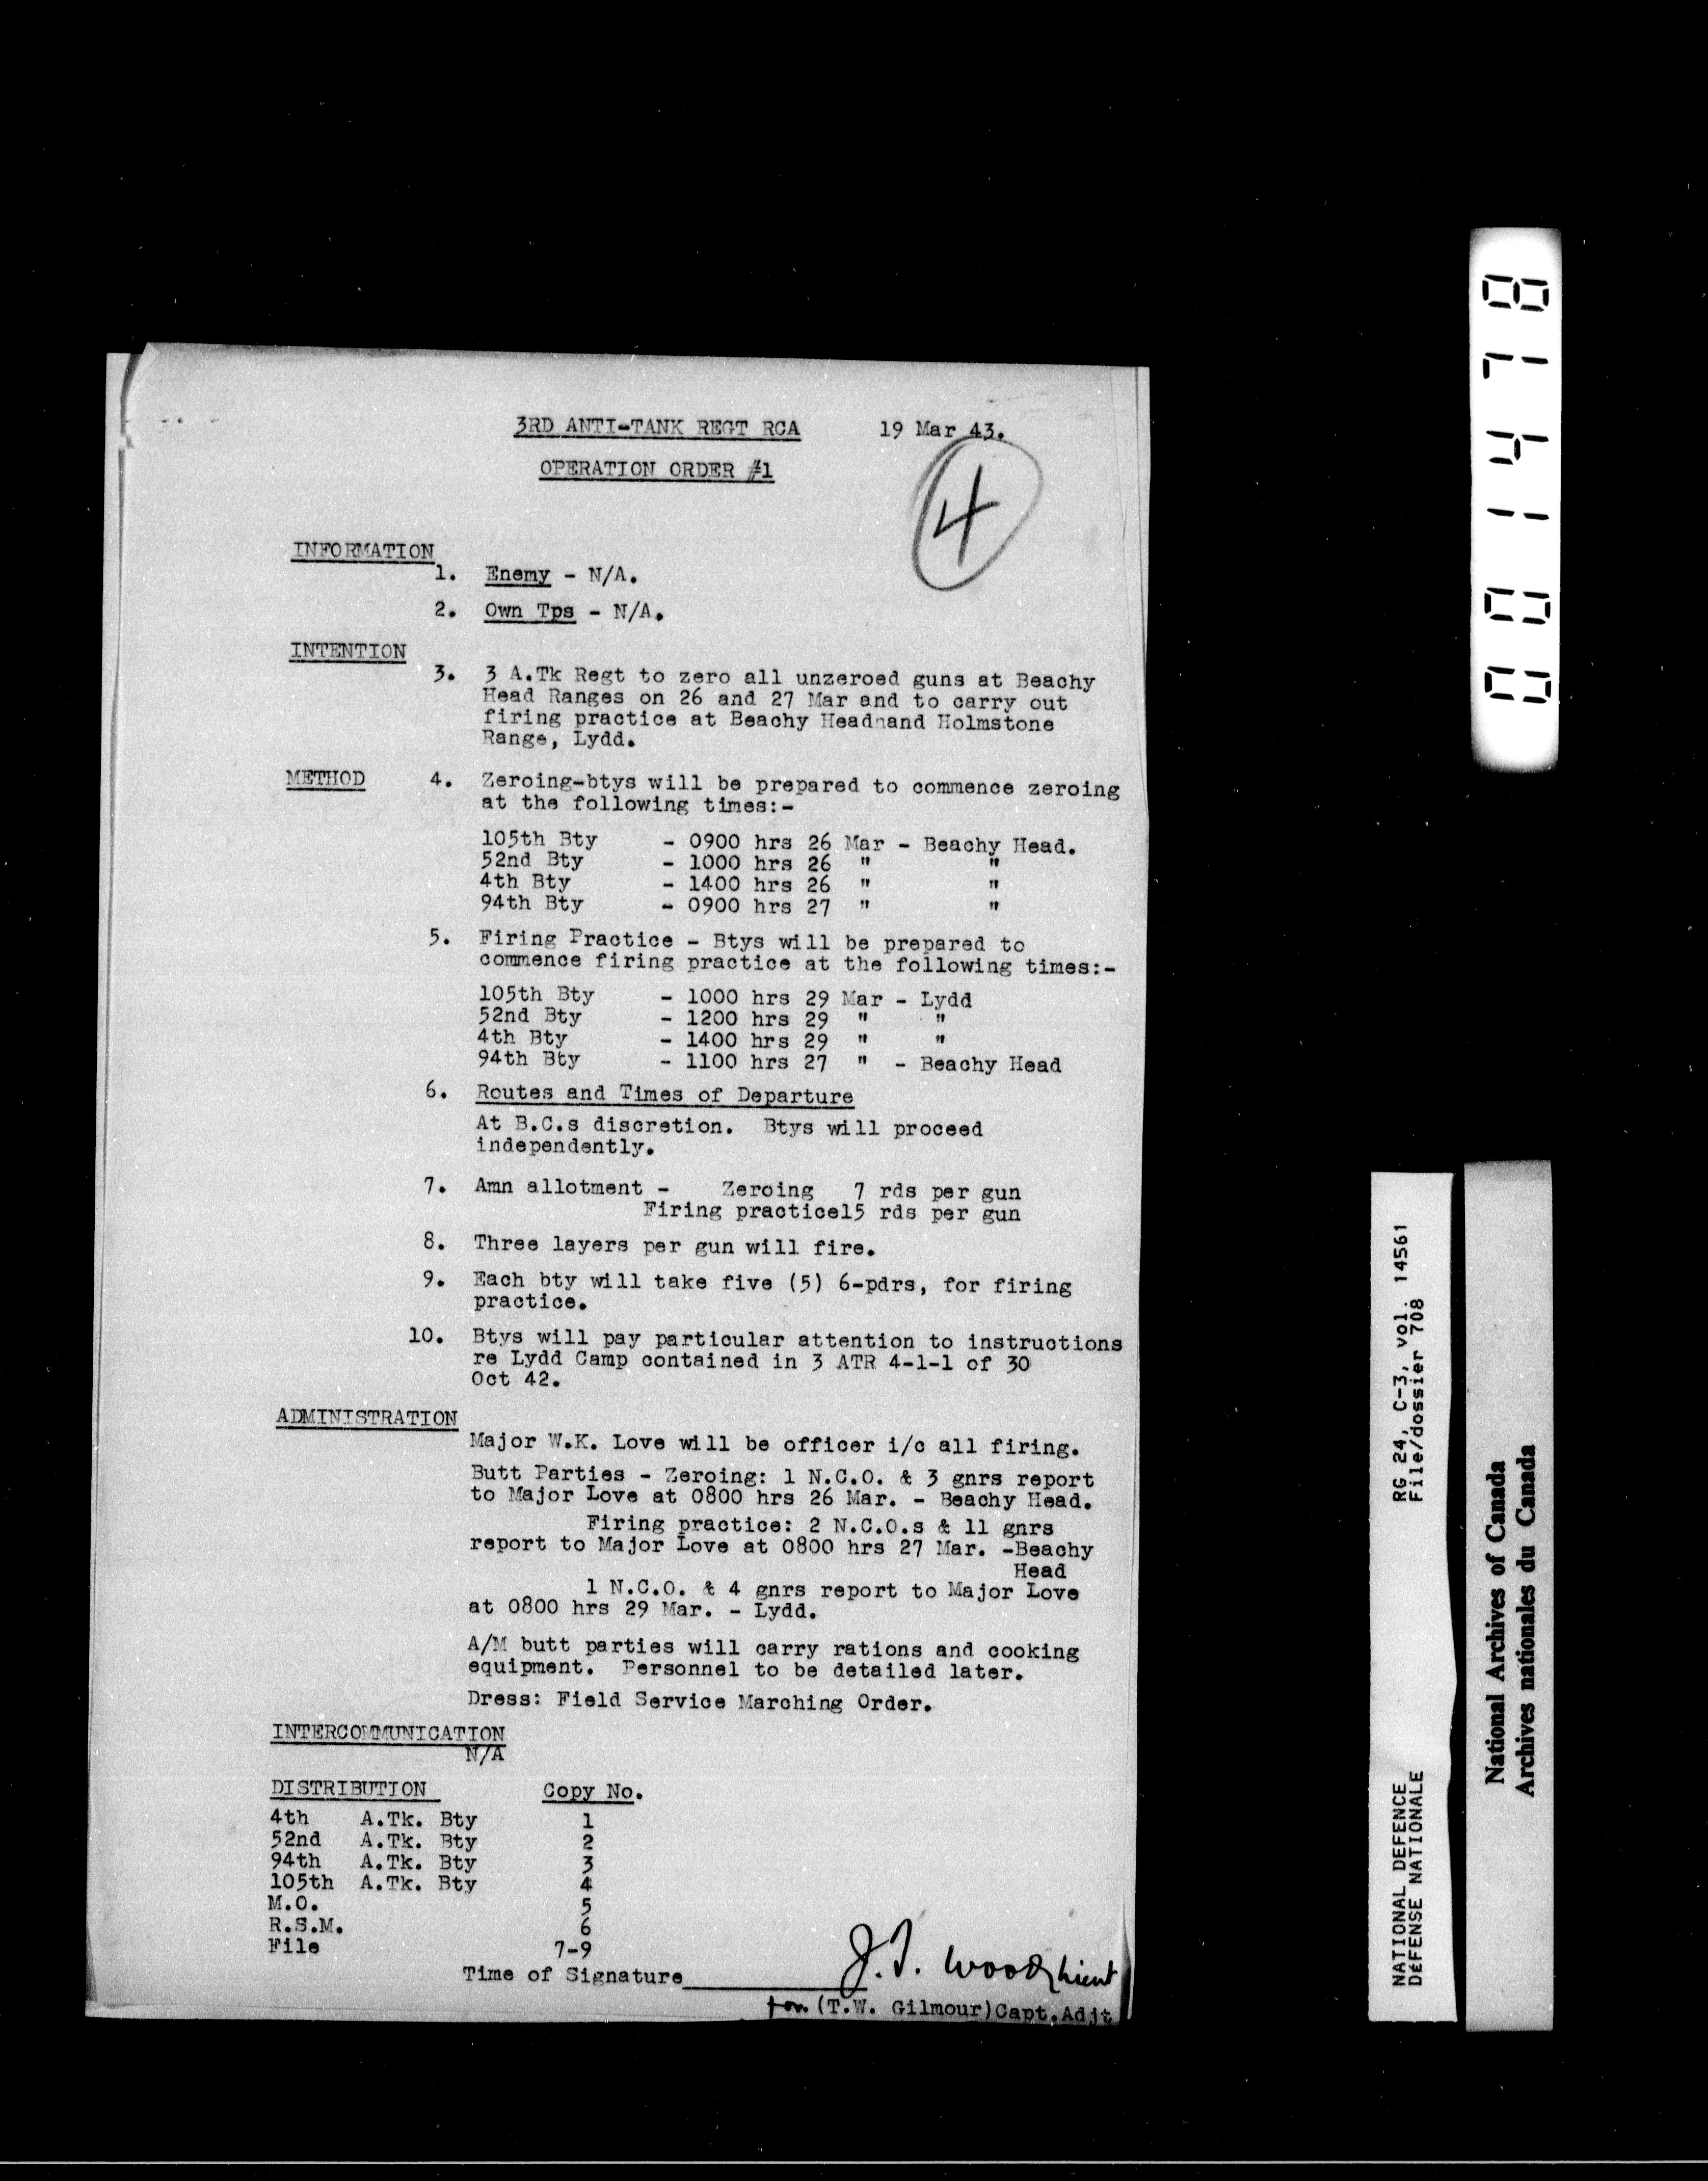 3RD ANTI-TANK REGT RCA 19 Mar 43.
OPERATION ORDER #1
4
INFORMATION
1. Enemy - N/A.
2. Own Tps - N/A.
INTENTION
3. 3 A.Tk Regt to zero all unzeroed guns at Beachy
Head Ranges on 26 and 27 Mar and to carry out
firing practice at Beachy Head and Holmstone
Range, Lydd.
METHOD 4. Zeroing-btys will be prepared to commence zeroing
at the following times:-
105th Bty - 0900 hrs 26 Mar - Beachy Head.
52nd Bty - 1000 hrs 26 " "
4th Bty - 1400 hrs 26 " "
94th Bty - 0900 hrs 27 " "
5. Firing Practice - Btys will be prepared to
commence firing practice at the following times:-
105th Bty - 1000 hrs 29 Mar - Lydd
52nd Bty - 1200 hrs 29 " "
4th Bty - 1400 hrs 29 " "
94th Bty - 1100 hrs 27 " - Beachy Head
6. Routes and Times of Departure
At B.C.s discretion. Btys will proceed
independently.
7. Amn allotment - Zeroing 7 rds per gun
Firing practice15 rds per gun
8. Three layers per gun will fire.
9. Each bty will take five (5) 6-pdrs, for firing
practice.
10. Btys will pay particular attention to instructions
re Lydd Camp contained in 3 ATR 4-1-1 of 30
Oct 42.
ADMINISTRATION
Major W.K. Love will be officer i/c all firing.
Butt Parties - Zeroing: 1 N.C.O. & 3 gnrs report
to Major Love at 0800 hrs 26 Mar. - Beachy Head.
Firing practice: 2 N.C.O.s & 11 gnrs
report to Major Love at 0800 hrs 27 Mar. -Beachy
Head
1 N.C.O. & 4 gnrs report to Major Love
at 0800 hrs 29 Mar. - Lydd.
A/M butt parties will carry rations and cooking
equipment. Personnel to be detailed later.
Dress: Field Service Marching Order.
INTERCOMMUNICATION
N/A
DISTRIBUTION Copy No.
4th A.Tk. Bty 1
52nd A.Tk. Bty 2
94th A.Tk. Bty 3
105th A.Tk. Bty 4
M.O. 5
R.S.M. 6
File 7-9
J.T. Wood Lieut
Time of Signature
for (T.W. Gilmour)Capt.Adjt
RG 24, C-3, vol. 14561
File/dossier 708
NATIONAL DEFENCE
DÉFENSE NATIONALE
National Archives of Canada
Archives nationales du Canada